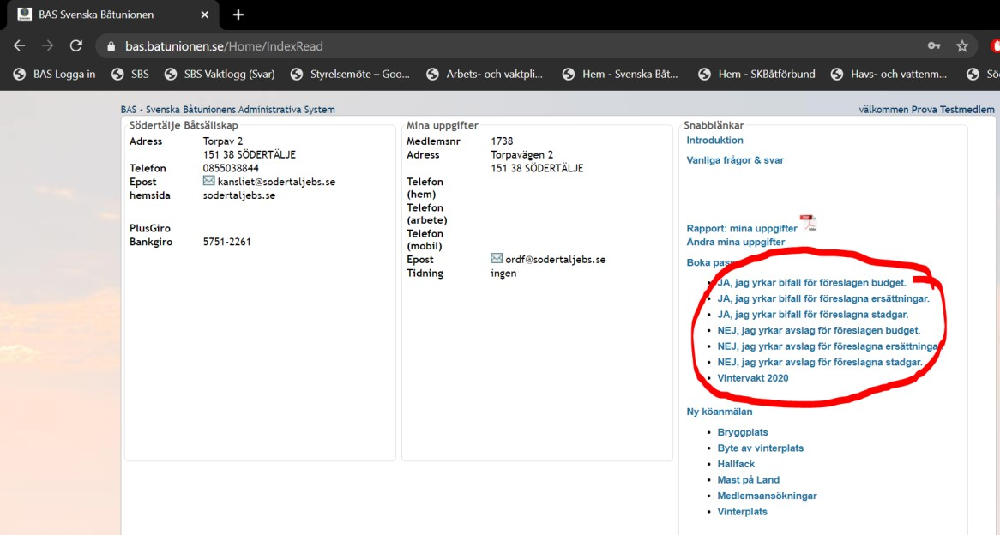 BAS Svenska Båtunionen
bas.batunionen.se/Home/IndexRead
BAS Logga in SBS SBS Vaktlogg (Svar) Styrelsemöte – Goo... Arbets- och vaktpli... Hem - Svenska Båt... Hem - SKBåtförbund Havs- och vattenm... Sö
BAS - Svenska Båtunionens Administrativa System
välkommen Prova Testmedlem
Södertälje Båtsällskap
Adress Torpav 2
151 38 SÖDERTÄLJE
Telefon 0855038844
Epost kansliet@sodertaljebs.se
hemsida sodertaljebs.se
PlusGiro
Bankgiro 5751-2261
Mina uppgifter
Medlemsnr 1738
Adress Torpavägen 2
151 38 SÖDERTÄLJE
Telefon
(hem)
Telefon
(arbete)
Telefon
(mobil)
Epost ordf@sodertaljebs.se
Tidning ingen
Snabblänkar
Introduktion
Vanliga frågor & svar
Rapport: mina uppgifter
Ändra mina uppgifter
Boka pass
JA, jag yrkar bifall för föreslagen budget.
JA, jag yrkar bifall för föreslagna ersättningar.
JA, jag yrkar bifall för föreslagna stadgar.
NEJ, jag yrkar avslag för föreslagen budget.
NEJ, jag yrkar avslag för föreslagna ersättningar.
NEJ, jag yrkar avslag för föreslagna stadgar.
Vintervakt 2020
Ny köanmälan
Bryggplats
Byte av vinterplats
Hallfack
Mast på Land
Medlemsansökningar
Vinterplats